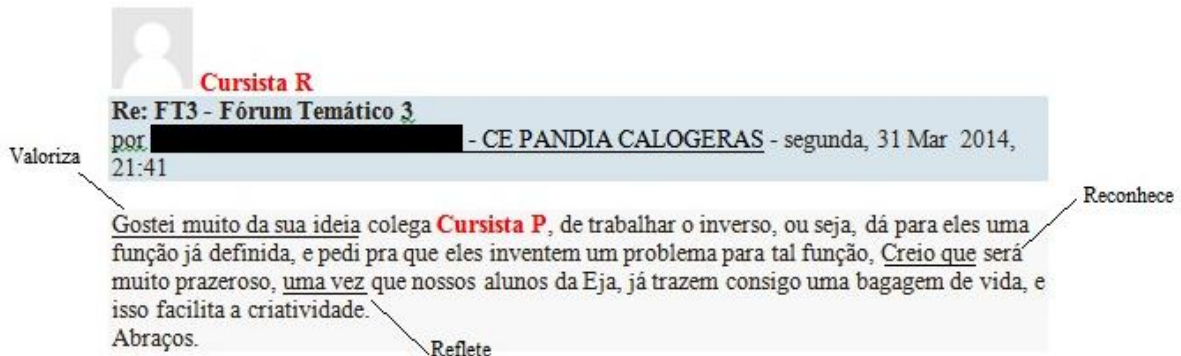 Cursista R
Re: FT3 - Fórum Temático 3
por - CE PANDIA CALOGERAS - segunda, 31 Mar 2014,
21:41
Valoriza
Reconhece
Gostei muito da sua ideia colega Cursista P, de trabalhar o inverso, ou seja, dá para eles uma
função já definida, e pedi pra que eles inventem um problema para tal função, Creio que será
muito prazeroso, uma vez que nossos alunos da Eja, já trazem consigo uma bagagem de vida, e
isso facilita a criatividade.
Abraços.
Reflete